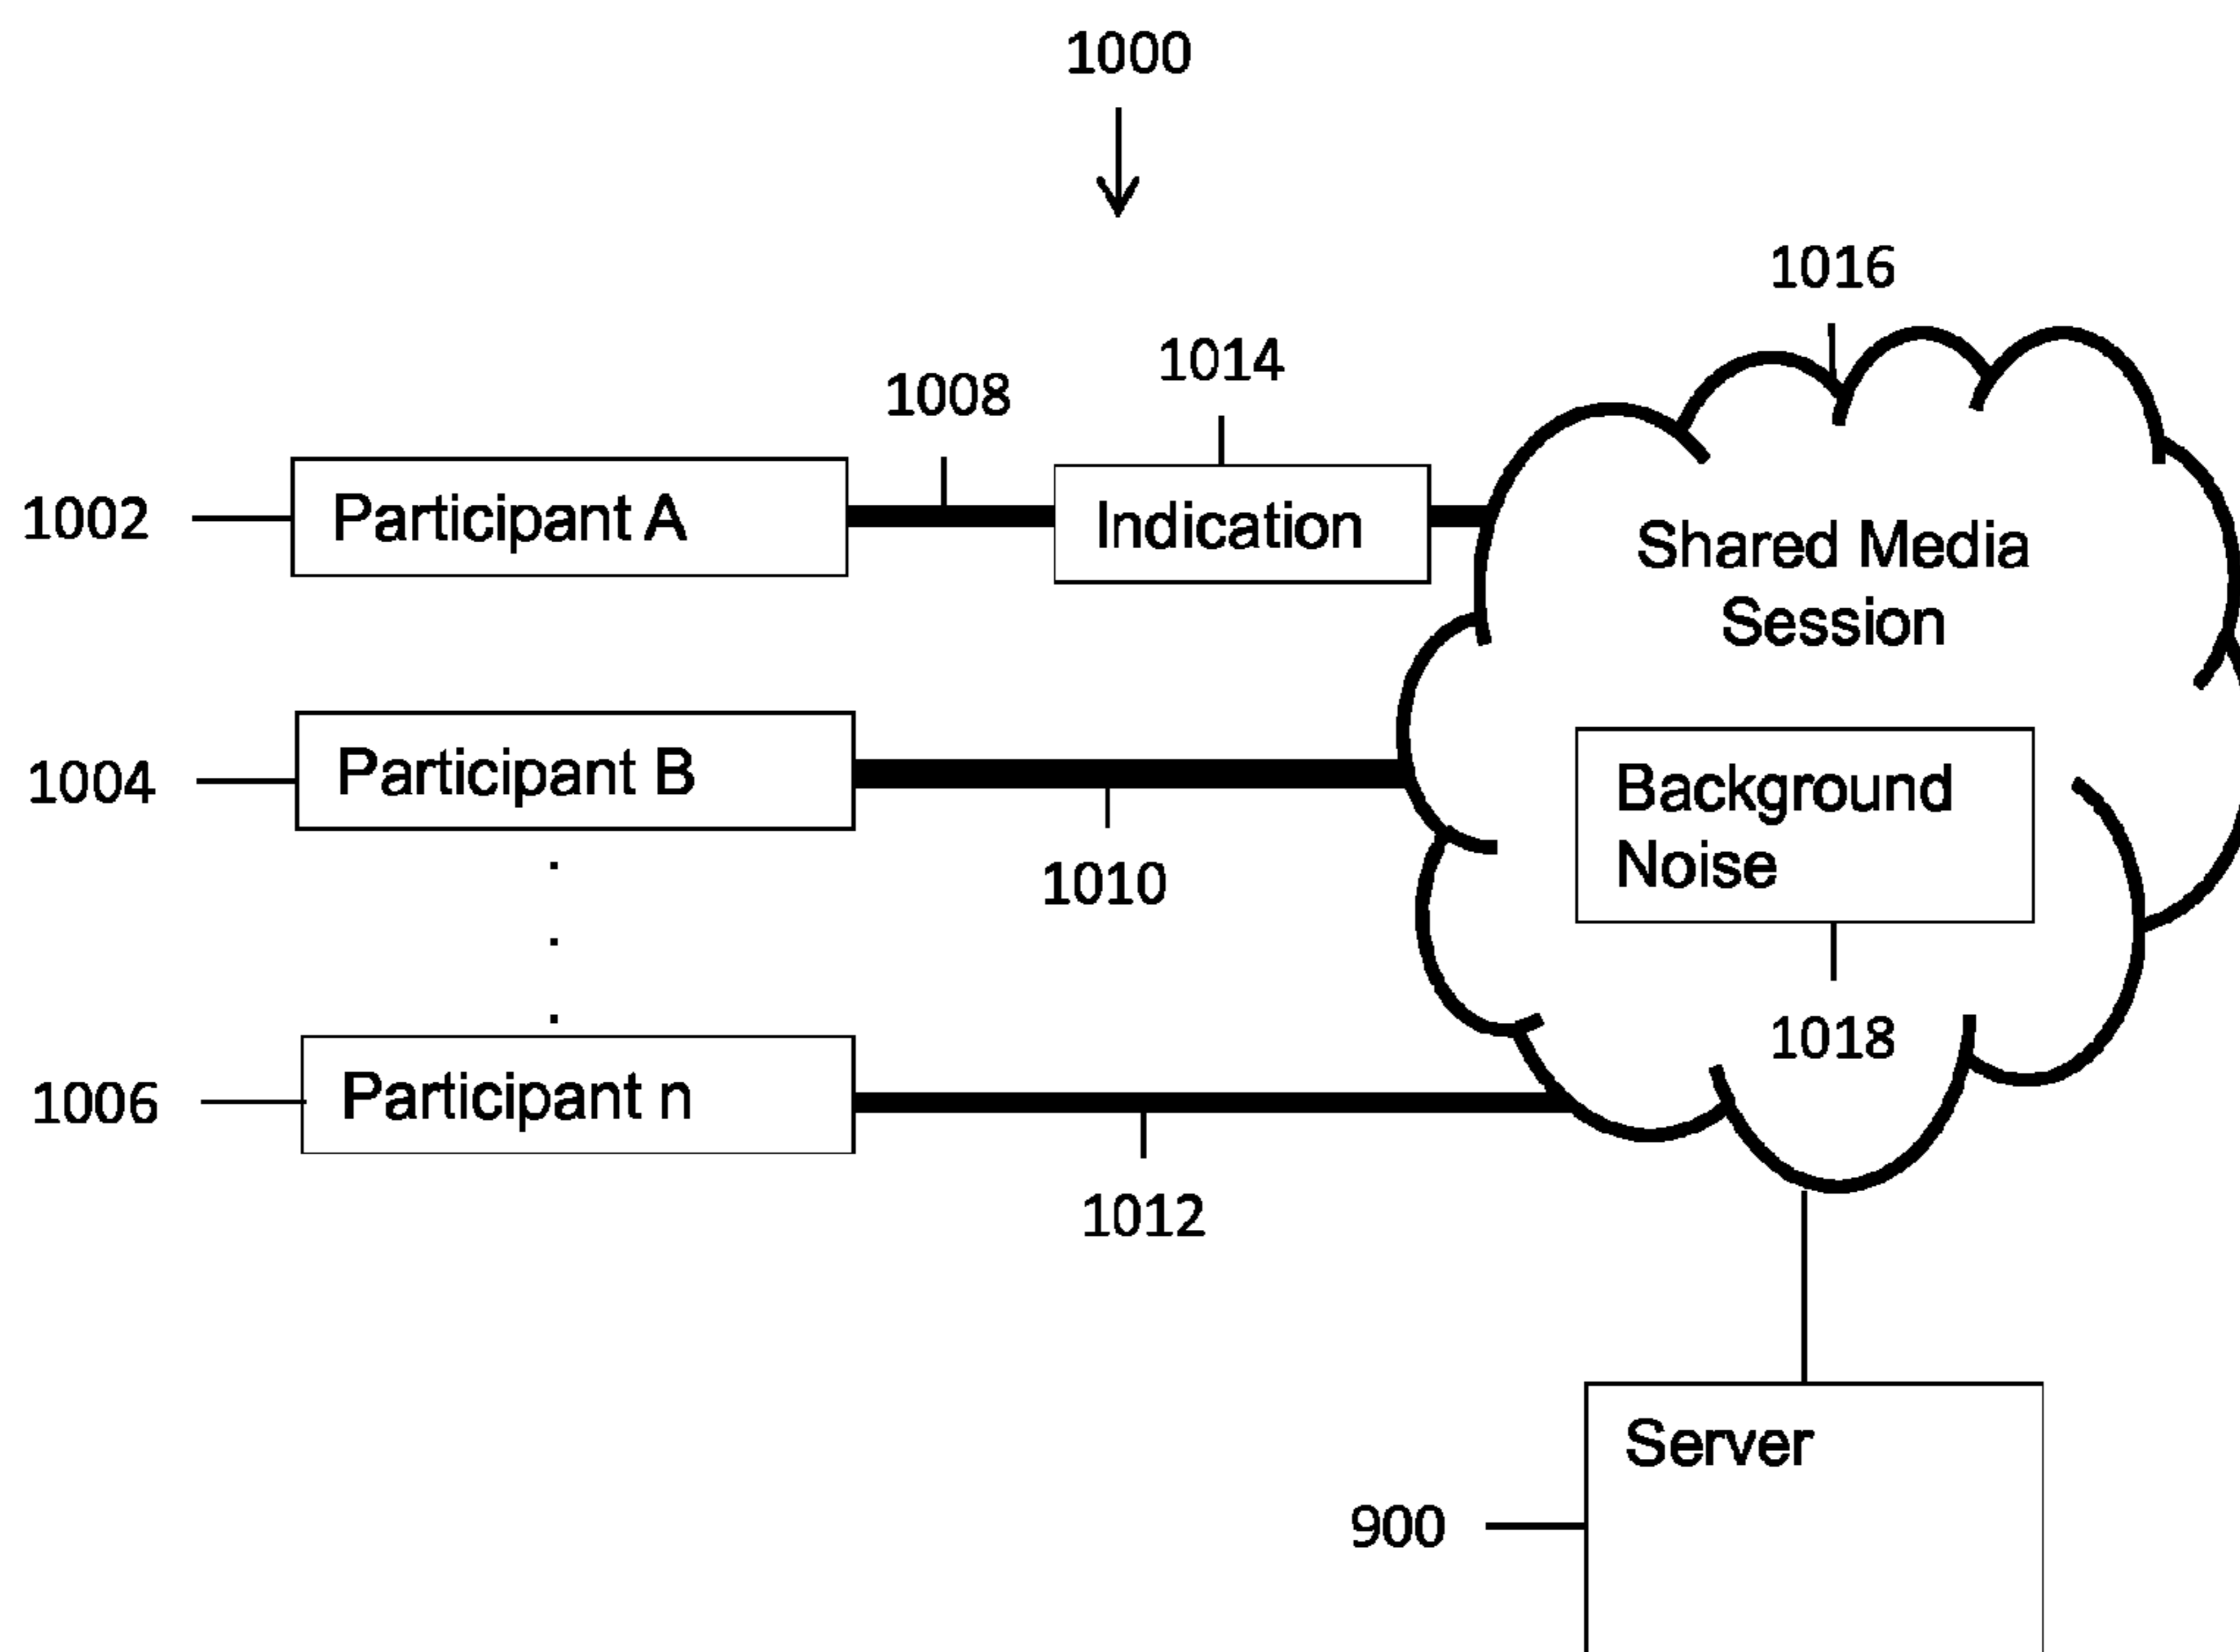 1000
1016
1014
1008
1002
Participant A
Indication
Shared Media
Session
1004
Participant B
Background
Noise
1010
1018
1006
Participant n
1012
Server
900